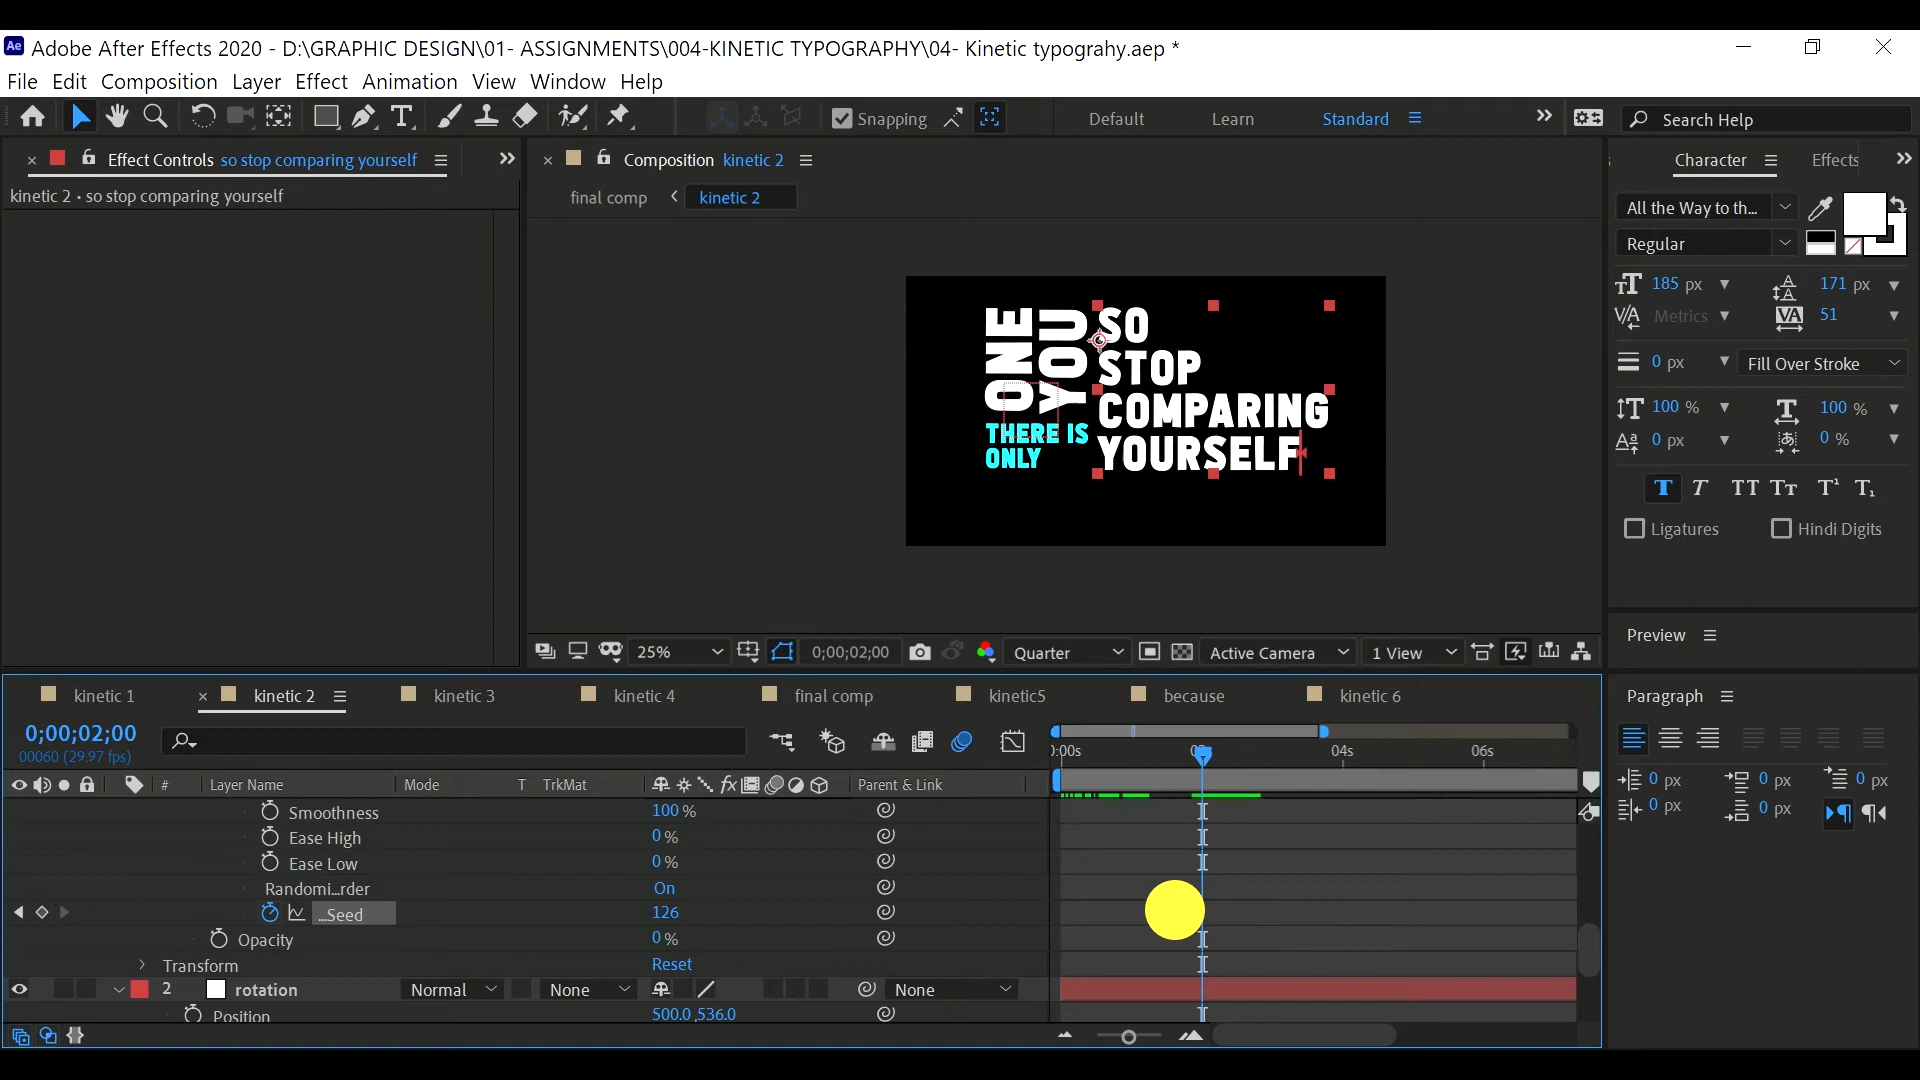 Ae Adobe After Effects 2020 - D:\GRAPHIC DESIGN\01- ASSIGNMENTS\004-KINETIC TYPOGRAPHY\04- Kinetic typograhy.aep *
File Edit Composition Layer Effect Animation View Window Help
Snapping Default Learn Standard Search Help
Effect Controls so stop comparing yourself
kinetic 2 • so stop comparing yourself
Composition kinetic 2
final comp kinetic 2
ONE
YOU
THERE IS
ONLY
SO
STOP
COMPARING
YOURSELF
25% 0;00;02;00 Quarter Active Camera 1 View
Character Effects
All the Way to th...
Regular
185 px 171 px
Metrics 51
0 px Fill Over Stroke
100 % 100 %
0 px 0 %
T T TT Tt T¹ T₁
Ligatures Hindi Digits
Preview
Paragraph
0 px 0 px 0 px
0 px 0 px
kinetic 1 kinetic 2 kinetic 3 kinetic 4 final comp kinetic5 because kinetic 6
0;00;02;00
00060 (29.97 fps)
04s 06s
# Layer Name Mode T TrkMat fx Parent & Link
Smoothness 100 %
Ease High 0 %
Ease Low 0 %
Randomi...rder On
...Seed 126
Opacity 0 %
Transform Reset
2 rotation Normal None None
Position 500.0 ,536.0